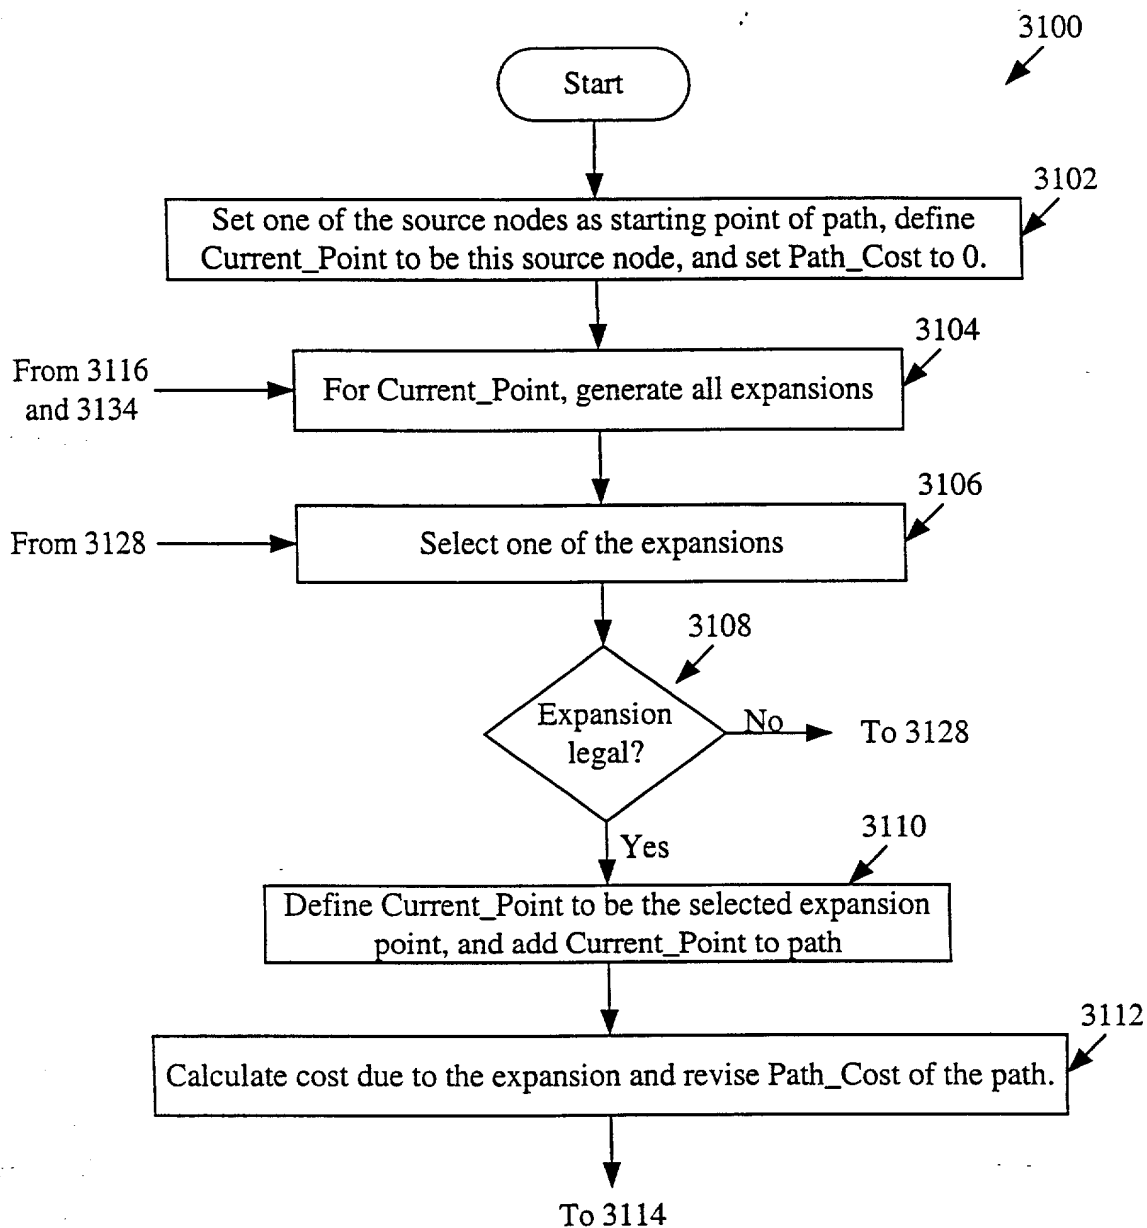 3100
Start
3102
Set one of the source nodes as starting point of path, define
Current_Point to be this source node, and set Path_Cost to 0.
3104
From 3116
and 3134
For Current_Point, generate all expansions
3106
From 3128
Select one of the expansions
3108
Expansion
legal?
No
To 3128
Yes
3110
Define Current_Point to be the selected expansion
point, and add Current_Point to path
3112
Calculate cost due to the expansion and revise Path_Cost of the path.
To 3114